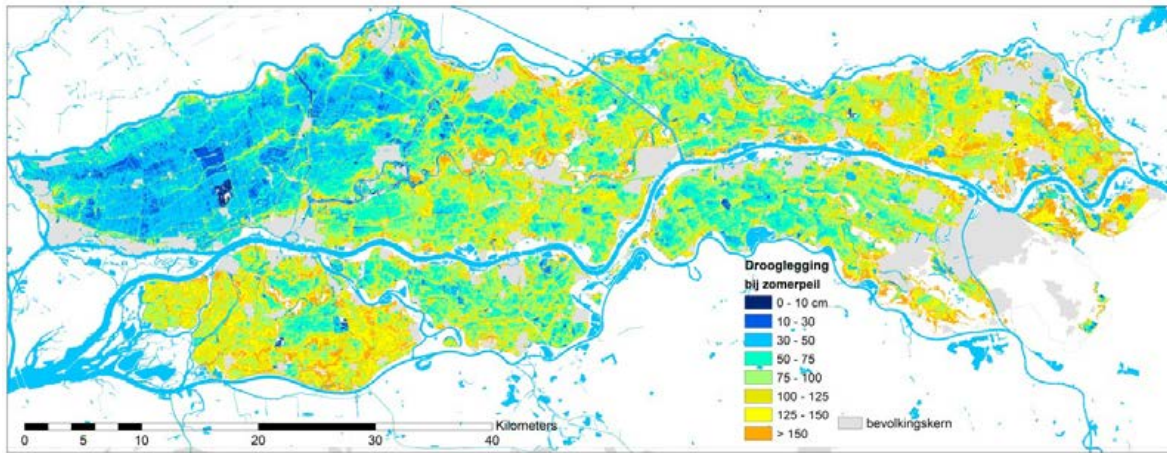 Drooglegging
bij zomerpeil
0 - 10 cm
10 - 30
30 - 50
50 - 75
75 - 100
100 - 125
125 - 150
> 150
bevolkingskern
Kilometers
0 2 5 10 20 30 40